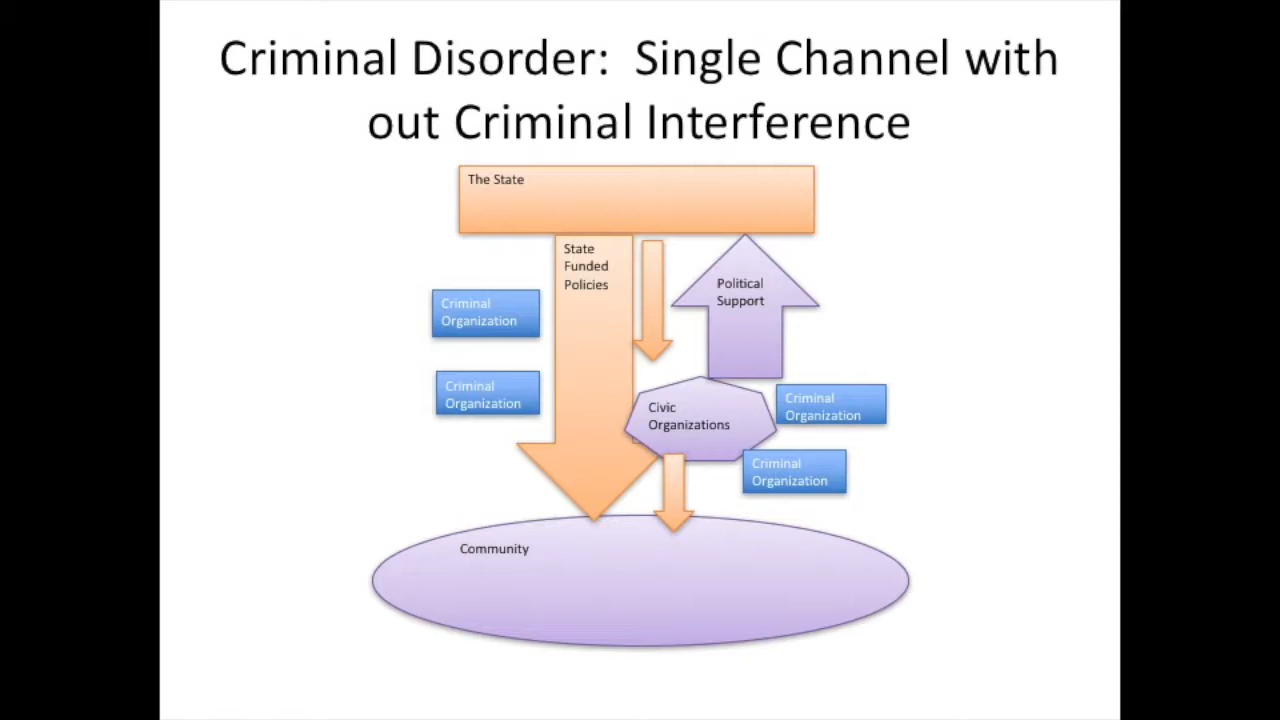 Criminal Disorder:  Single Channel with
out Criminal Interference
The State
State
Funded
Policies
Political
Support
Criminal
Organization
Criminal
Organization
Civic
Organizations
Criminal
Organization
Criminal
Organization
Community